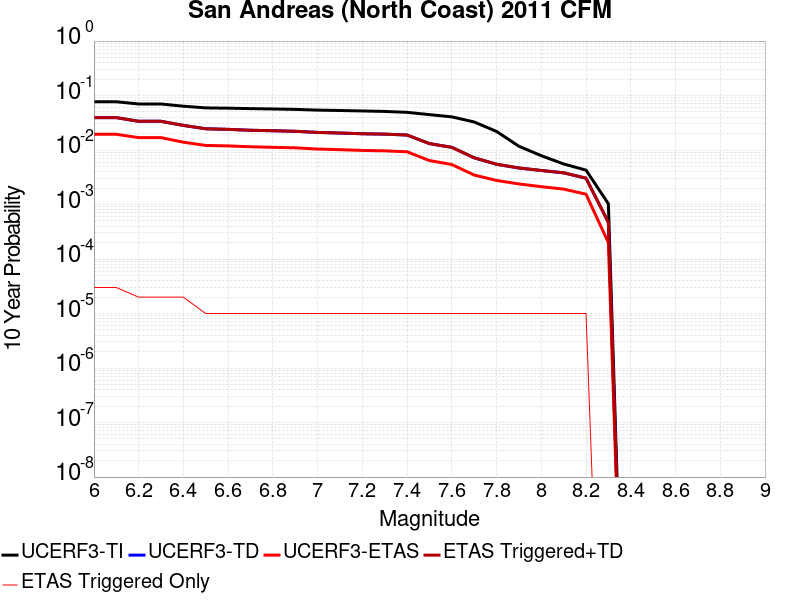 San Andreas (North Coast) 2011 CFM
10 0
10 -1
10 -2
10 -3
10 -4
10 -5
10 -6
10 -7
10 -8
10 Year Probability
6 6.2 6.4 6.6 6.8 7 7.2 7.4 7.6 7.8 8 8.2 8.4 8.6 8.8 9
Magnitude
UCERF3-TI UCERF3-TD UCERF3-ETAS ETAS Triggered+TD
ETAS Triggered Only